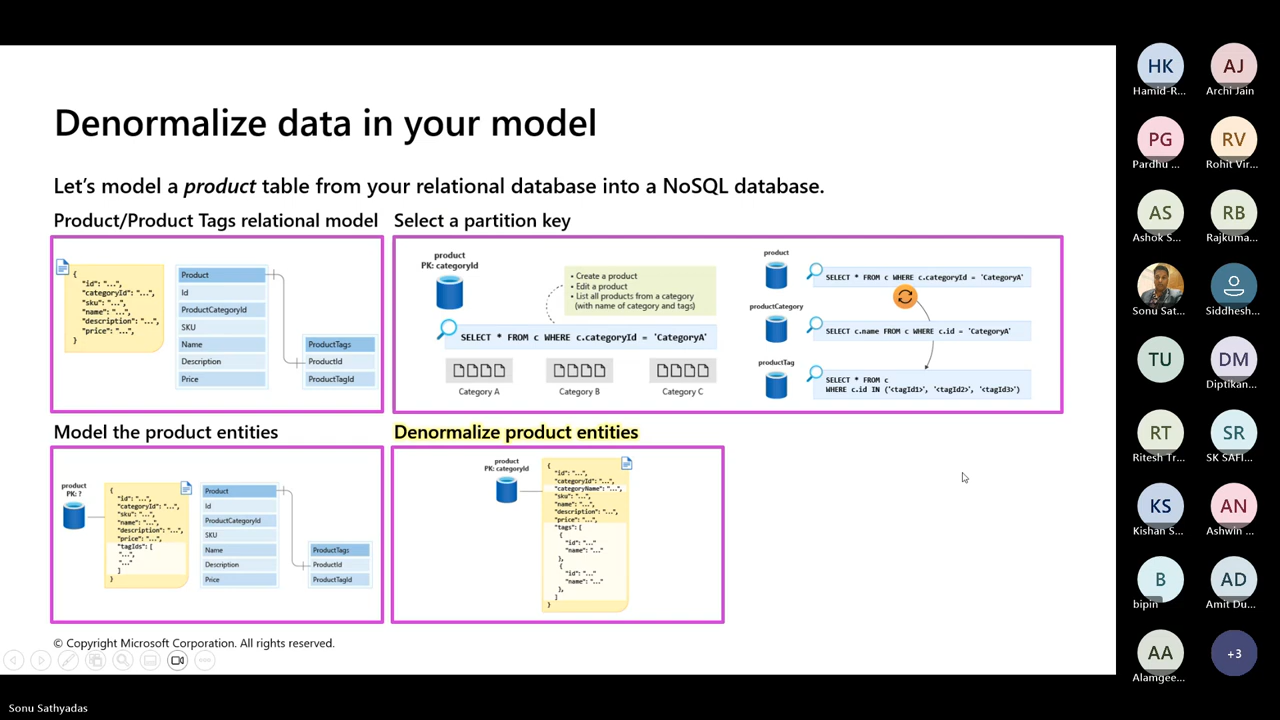 Denormalize data in your model
Let's model a product table from your relational database into a NoSQL database.
Product/Product Tags relational model
{
"id": "...",
"categoryId": "...",
"sku": "...",
"name": "...",
"description": "...",
"price": "...",
}
Product
Id
ProductCategoryId
SKU
Name
Description
Price
ProductTags
ProductId
ProductTagId
Select a partition key
product
PK: categoryId
• Create a product
• Edit a product
• List all products from a category
(with name of category and tags)
SELECT * FROM c WHERE c.categoryId = 'CategoryA'
Category A
Category B
Category C
product
SELECT * FROM c WHERE c.categoryId = 'CategoryA'
productCategory
SELECT c.name FROM c WHERE c.id = 'CategoryA'
productTag
SELECT * FROM c
WHERE c.id IN ('<tagId1>', '<tagId2>', '<tagId3>')
Model the product entities
product
PK: ?
{
"id": "...",
"categoryId": "...",
"sku": "...",
"name": "...",
"description": "...",
"price": "...",
"tagIds": [
"...",
"..."
]
}
Product
Id
ProductCategoryId
SKU
Name
Description
Price
ProductTags
ProductId
ProductTagId
Denormalize product entities
product
PK: categoryId
{
"id": "...",
"categoryId": "...",
"categoryName": "...",
"sku": "...",
"name": "...",
"description": "...",
"price": "...",
"tags": [
{
"id": "..."
"name": "..."
},
{
"id": "..."
"name": "..."
},
]
}
© Copyright Microsoft Corporation. All rights reserved.
Sonu Sathyadas
HK
Hamid-R...
AJ
Archi Jain
PG
Pardhu ...
RV
Rohit Vir...
AS
Ashok S...
RB
Rajkuma...
Sonu Sat...
Siddhesh...
TU
DM
Diptikan...
RT
Ritesh Tr...
SR
SK SAFI...
KS
Kishan S...
AN
Ashwin ...
B
bipin
AD
Amit Du...
AA
Alamgee...
+3